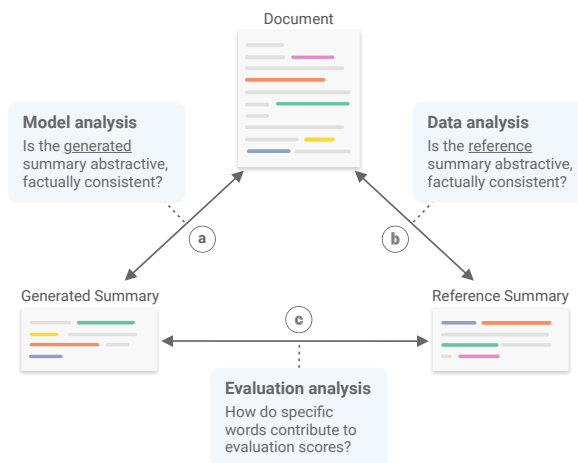 Document
Model analysis
Is the generated
summary abstractive,
factually consistent?
Data analysis
Is the reference
summary abstractive,
factually consistent?
a
b
Generated Summary
Reference Summary
c
Evaluation analysis
How do specific
words contribute to
evaluation scores?